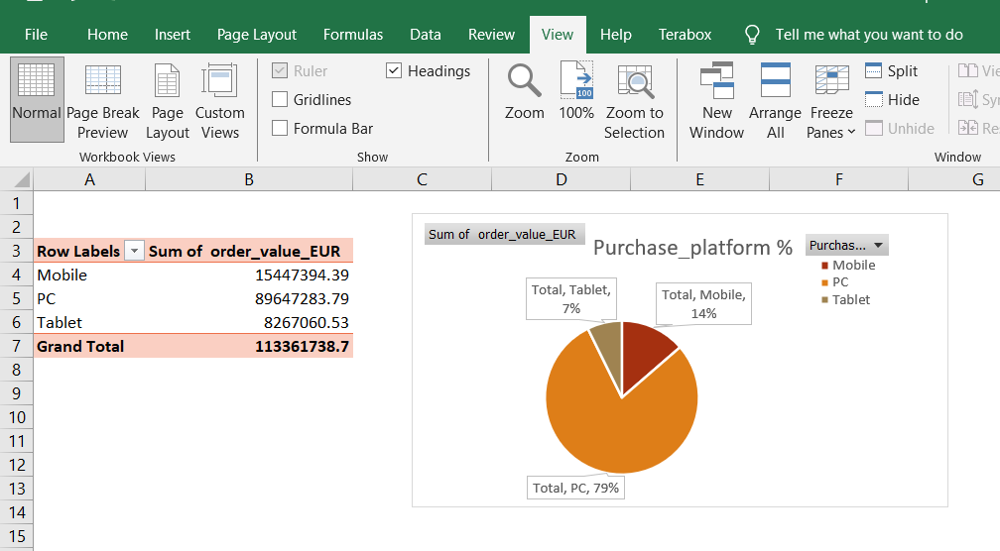 File Home Insert Page Layout Formulas Data Review View Help Terabox Tell me what you want to do
Normal
Page Break
Preview
Page
Layout
Custom
Views
Workbook Views
Ruler
Headings
Gridlines
Formula Bar
Show
Zoom
100
100%
Zoom to
Selection
Zoom
New
Window
Arrange
All
Freeze
Panes
Split
Hide
Unhide
Window
A B C D E F G
1
2
3 Row Labels Sum of order_value_EUR
4 Mobile 15447394.39
5 PC 89647283.79
6 Tablet 8267060.53
7 Grand Total 113361738.7
8
9
10
11
12
13
14
15
Sum of order_value_EUR
Purchase_platform %
Purchas...
Mobile
PC
Tablet
Total, Tablet,
7%
Total, Mobile,
14%
Total, PC, 79%